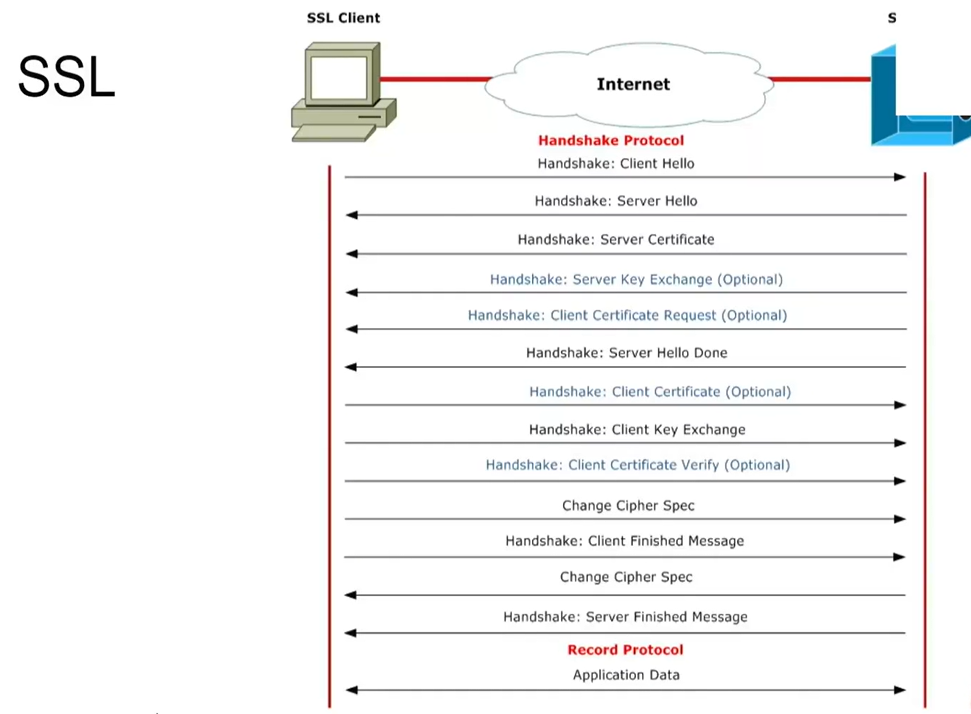 SSL Client
S
SSL
Internet
Handshake Protocol
Handshake: Client Hello
Handshake: Server Hello
Handshake: Server Certificate
Handshake: Server Key Exchange (Optional)
Handshake: Client Certificate Request (Optional)
Handshake: Server Hello Done
Handshake: Client Certificate (Optional)
Handshake: Client Key Exchange
Handshake: Client Certificate Verify (Optional)
Change Cipher Spec
Handshake: Client Finished Message
Change Cipher Spec
Handshake: Server Finished Message
Record Protocol
Application Data